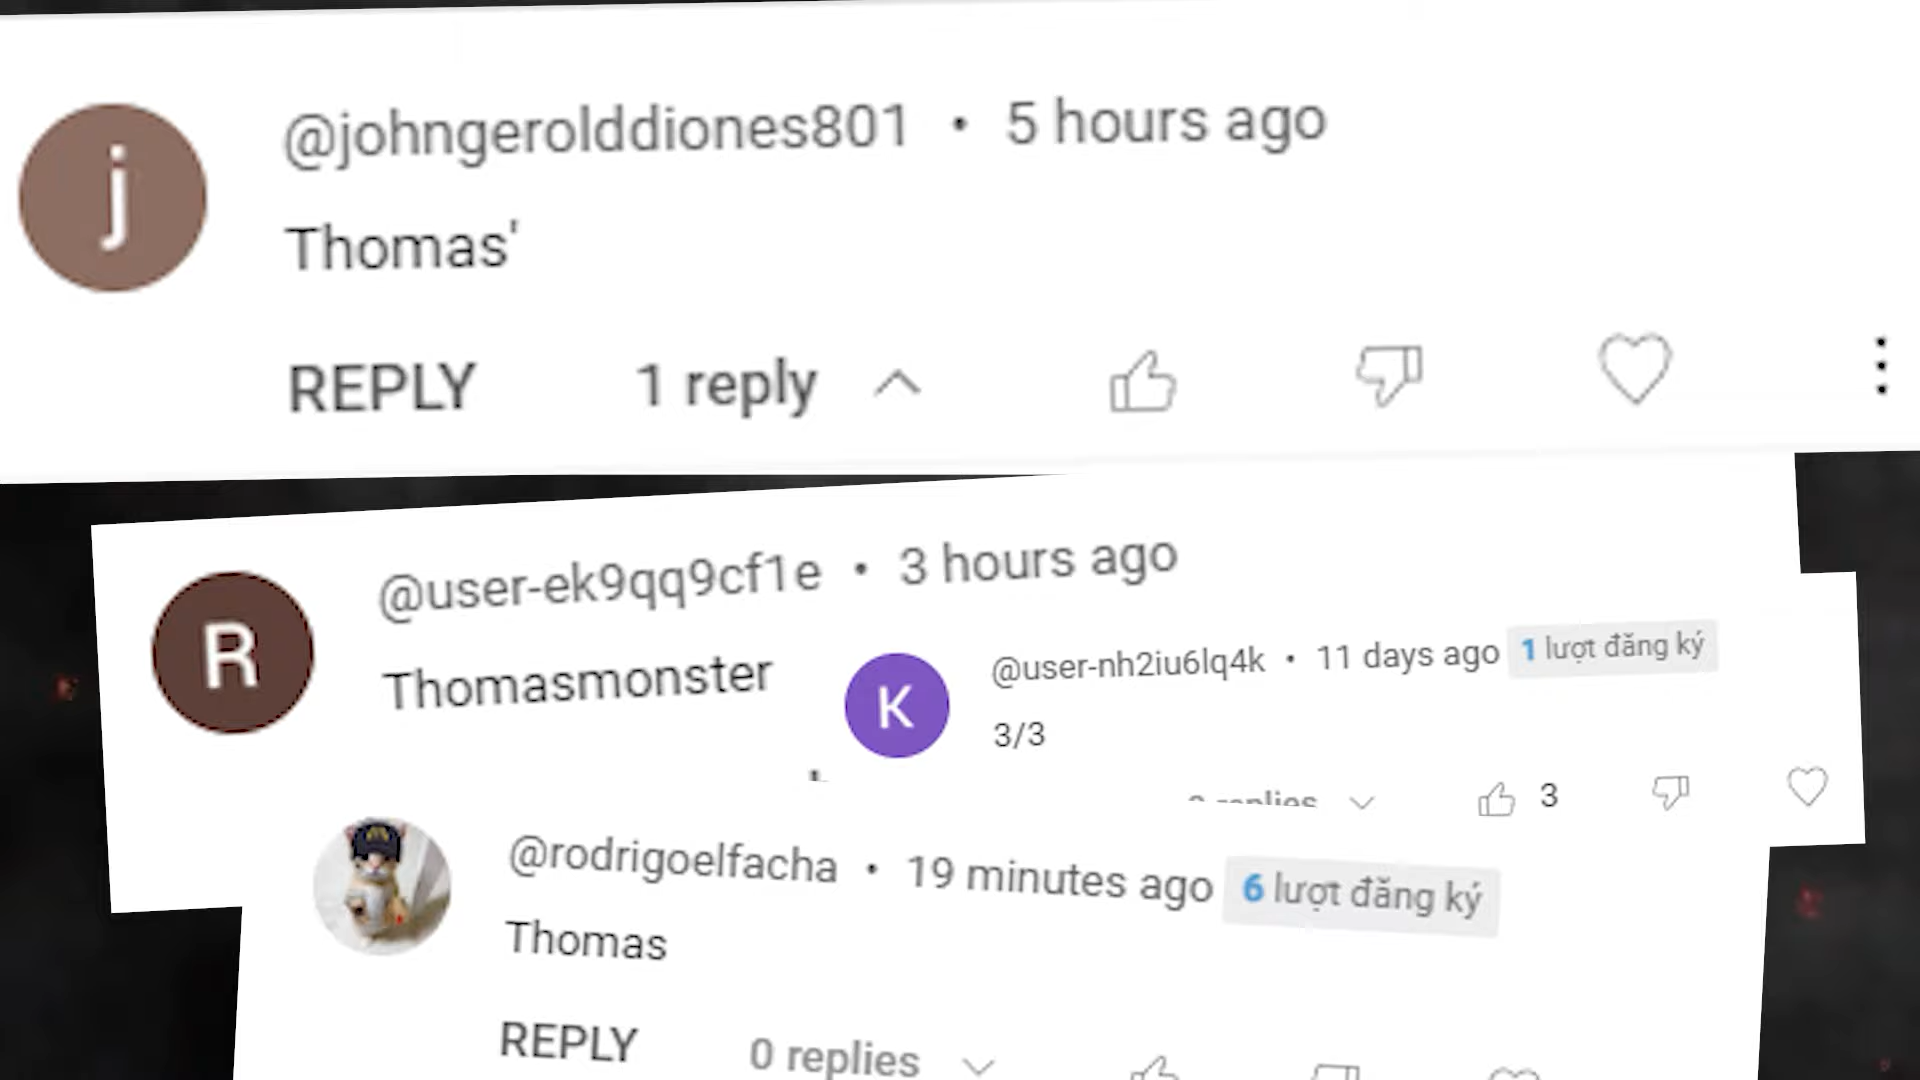 j
@johngerolddiones801 • 5 hours ago
Thomas'
REPLY 1 reply
R
@user-ek9qq9cf1e • 3 hours ago
Thomasmonster
K
@user-nh2iu6lq4k • 11 days ago 1 lượt đăng ký
3/3
replies 3
@rodrigoelfacha • 19 minutes ago 6 lượt đăng ký
Thomas
REPLY 0 replies